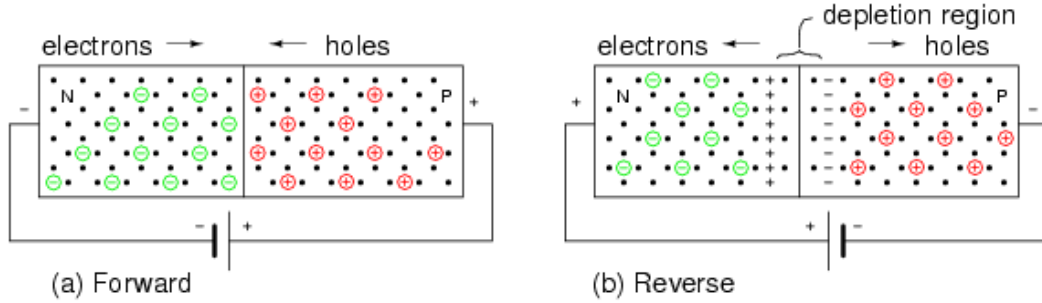 depletion region
electrons → ← holes
electrons ← → holes
N P
N P
− +
+ −
− +
+ −
(a) Forward
(b) Reverse